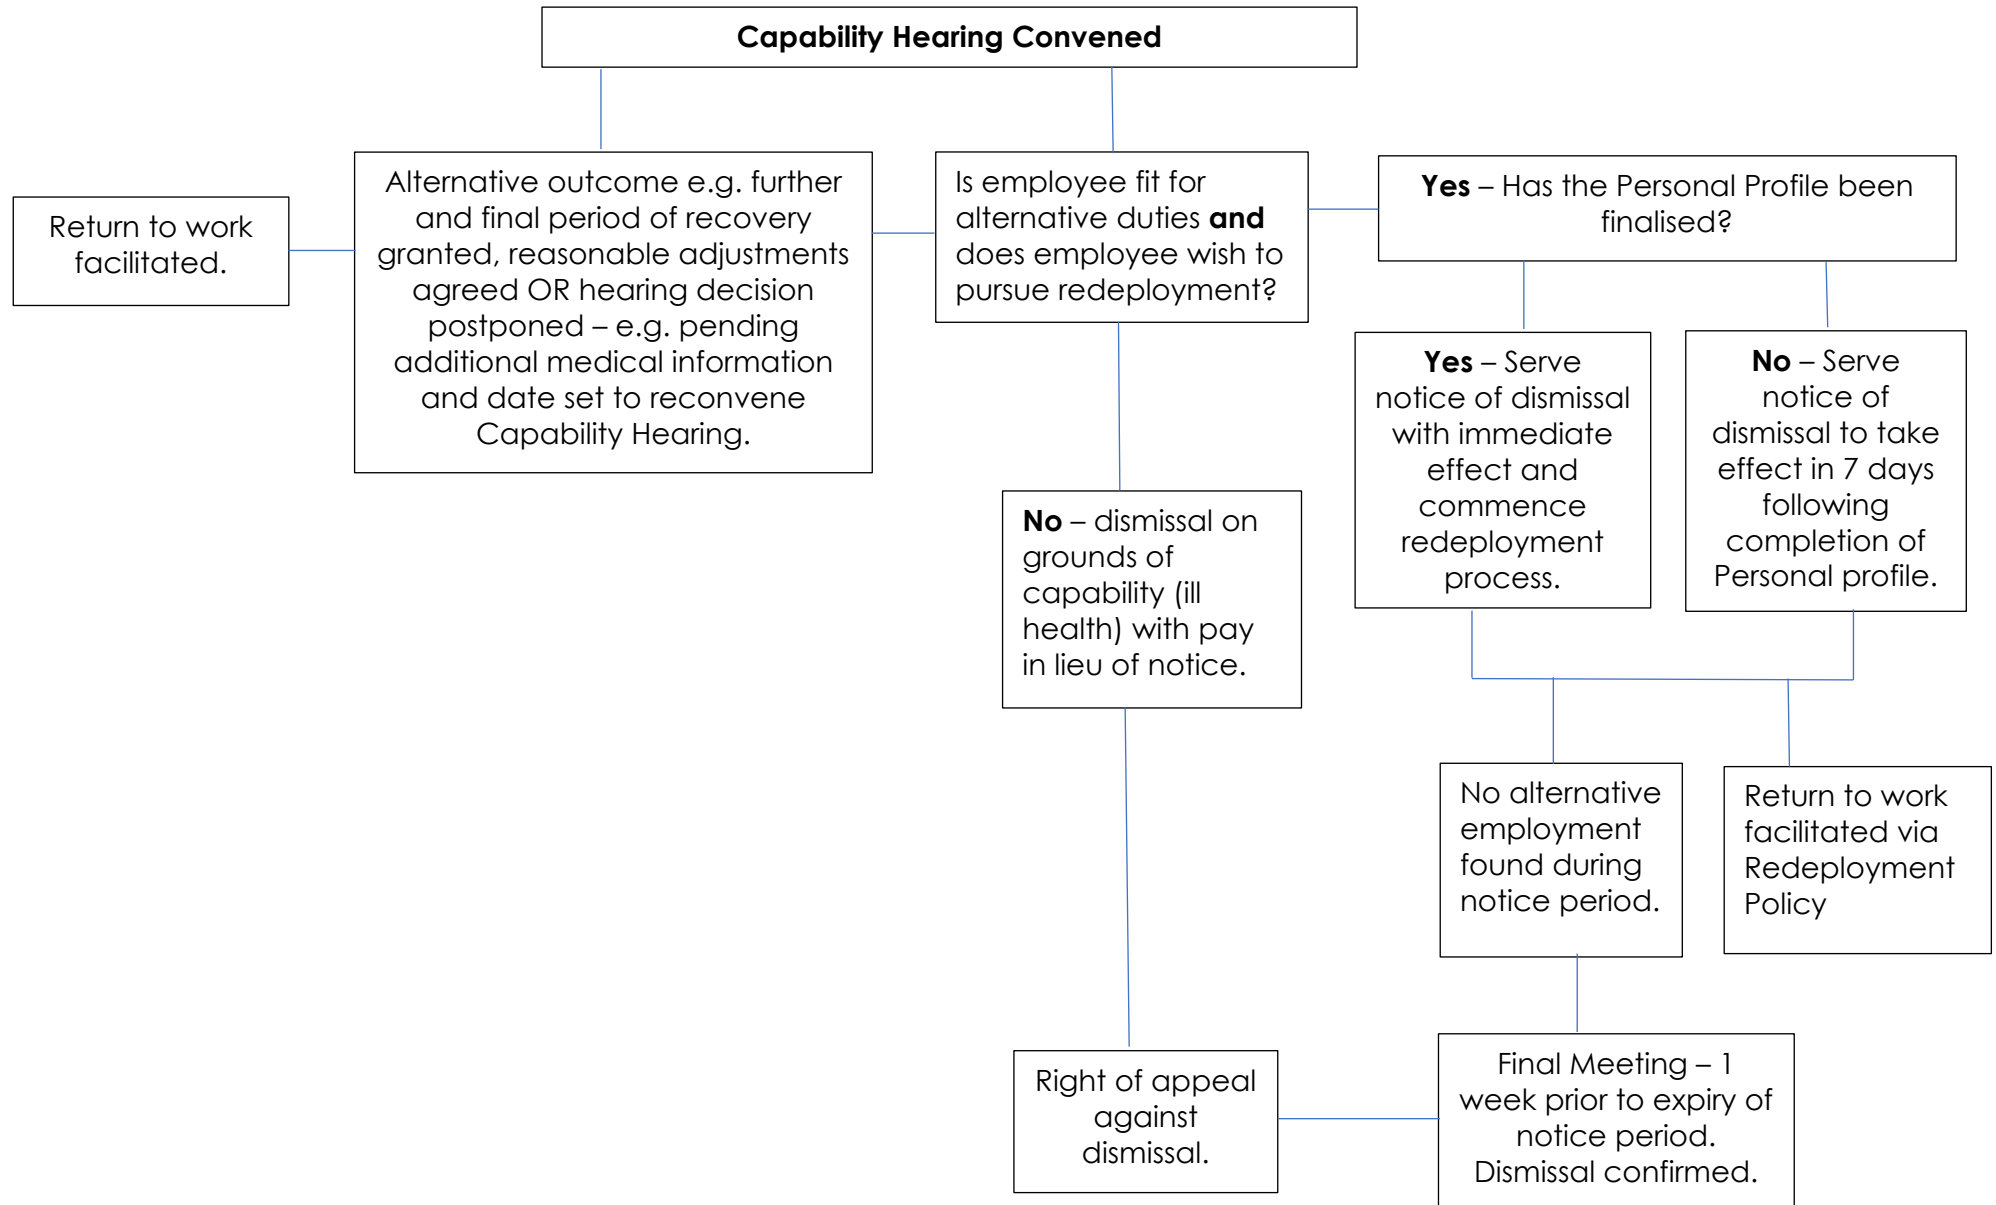 Capability Hearing Convened
Return to work
facilitated.
Alternative outcome e.g. further
and final period of recovery
granted, reasonable adjustments
agreed OR hearing decision
postponed – e.g. pending
additional medical information
and date set to reconvene
Capability Hearing.
Is employee fit for
alternative duties and
does employee wish to
pursue redeployment?
Yes – Has the Personal Profile been
finalised?
Yes – Serve
notice of dismissal
with immediate
effect and
commence
redeployment
process.
No – Serve
notice of
dismissal to take
effect in 7 days
following
completion of
Personal profile.
No – dismissal on
grounds of
capability (ill
health) with pay
in lieu of notice.
No alternative
employment
found during
notice period.
Return to work
facilitated via
Redeployment
Policy
Right of appeal
against
dismissal.
Final Meeting – 1
week prior to expiry of
notice period.
Dismissal confirmed.